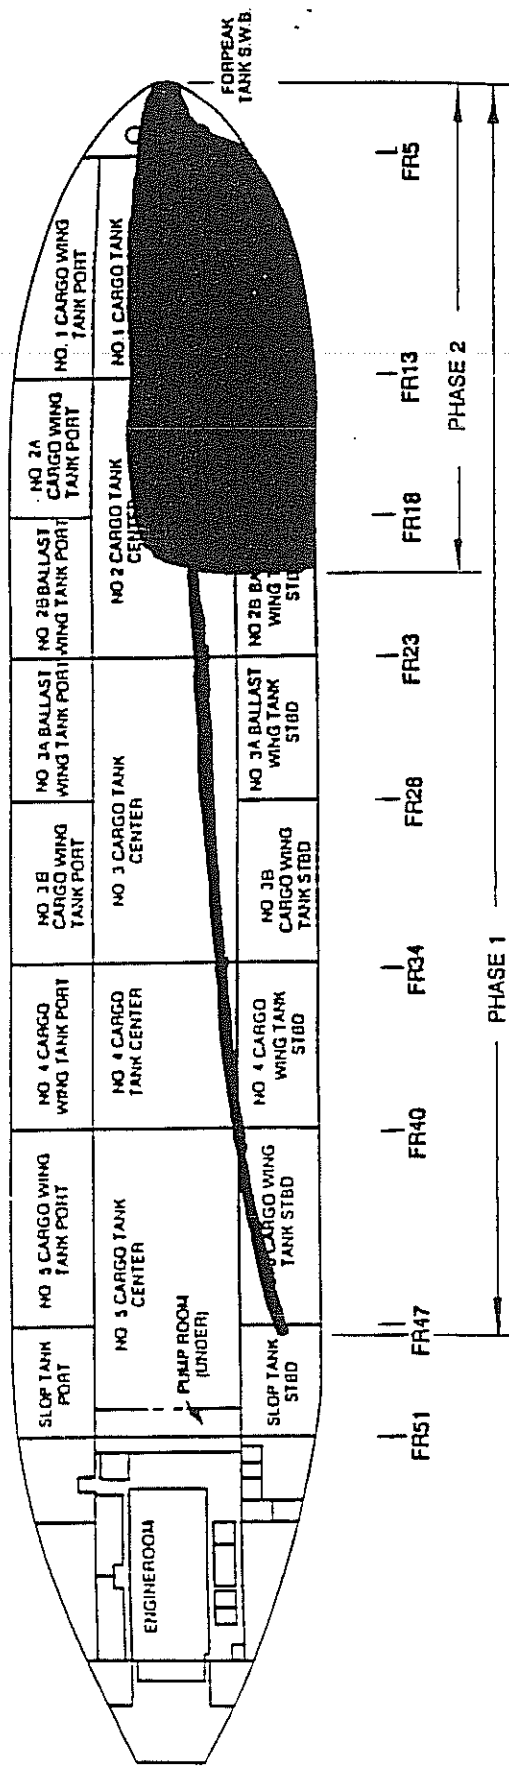 FORPEAK
TANK S.W.B.
NO. 1 CARGO WING
TANK PORT
NO. 1 CARGO TANK
NO 2A
CARGO WING
TANK PORT
NO 2B BALLAST
WING TANK PORT
NO 2 CARGO TANK
CENTER
NO 2B BA
WING T
STBD
NO 3A BALLAST
WING TANK PORT
NO 3A BALLAST
WING TANK
STBD
NO 3B
CARGO WING
TANK PORT
NO 3 CARGO TANK
CENTER
NO 3B
CARGO WING
TANK STBD
NO 4 CARGO
WING TANK PORT
NO 4 CARGO
TANK CENTER
NO 4 CARGO
WING TANK
STBD
NO 5 CARGO WING
TANK PORT
NO 5 CARGO TANK
CENTER
CARGO WING
TANK STBD
SLOP TANK
PORT
PUMP ROOM
(UNDER)
SLOP TANK
STBD
ENGINEROOM
FR51
FR47
FR40
FR34
FR28
FR23
FR18
FR13
FR5
PHASE 2
PHASE 1